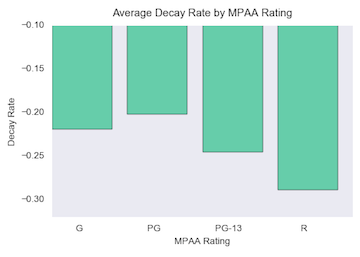 Average Decay Rate by MPAA Rating
−0.10
−0.15
−0.20
−0.25
−0.30
Decay Rate
G PG PG-13 R
MPAA Rating